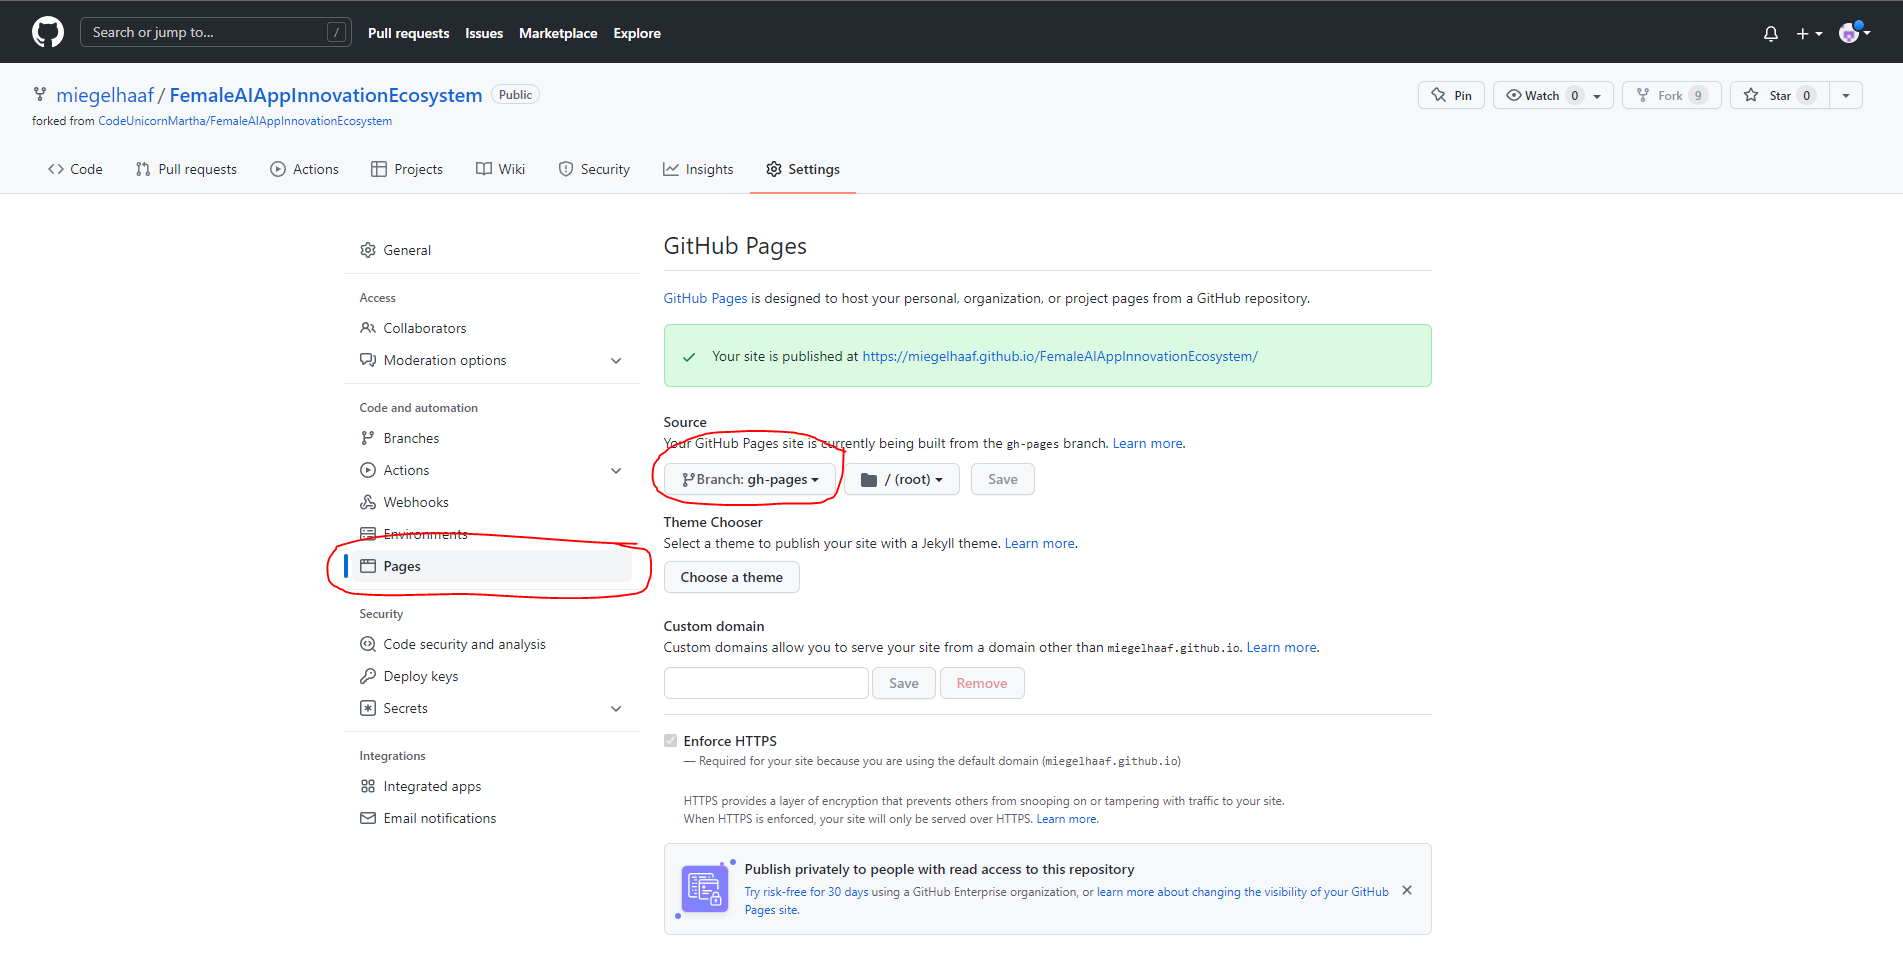 Search or jump to... /
Pull requests Issues Marketplace Explore
miegelhaaf / FemaleAIAppInnovationEcosystem Public
Pin Watch 0 Fork 9 Star 0
forked from CodeUnicornMartha/FemaleAIAppInnovationEcosystem
Code Pull requests Actions Projects Wiki Security Insights Settings
General
Access
Collaborators
Moderation options
Code and automation
Branches
Actions
Webhooks
Environments
Pages
Security
Code security and analysis
Deploy keys
Secrets
Integrations
Integrated apps
Email notifications
GitHub Pages
GitHub Pages is designed to host your personal, organization, or project pages from a GitHub repository.
Your site is published at https://miegelhaaf.github.io/FemaleAIAppInnovationEcosystem/
Source
Your GitHub Pages site is currently being built from the gh-pages branch. Learn more.
Branch: gh-pages / (root) Save
Theme Chooser
Select a theme to publish your site with a Jekyll theme. Learn more.
Choose a theme
Custom domain
Custom domains allow you to serve your site from a domain other than miegelhaaf.github.io. Learn more.
Save Remove
Enforce HTTPS
— Required for your site because you are using the default domain (miegelhaaf.github.io)
HTTPS provides a layer of encryption that prevents others from snooping on or tampering with traffic to your site.
When HTTPS is enforced, your site will only be served over HTTPS. Learn more.
Publish privately to people with read access to this repository
Try risk-free for 30 days using a GitHub Enterprise organization, or learn more about changing the visibility of your GitHub
Pages site.